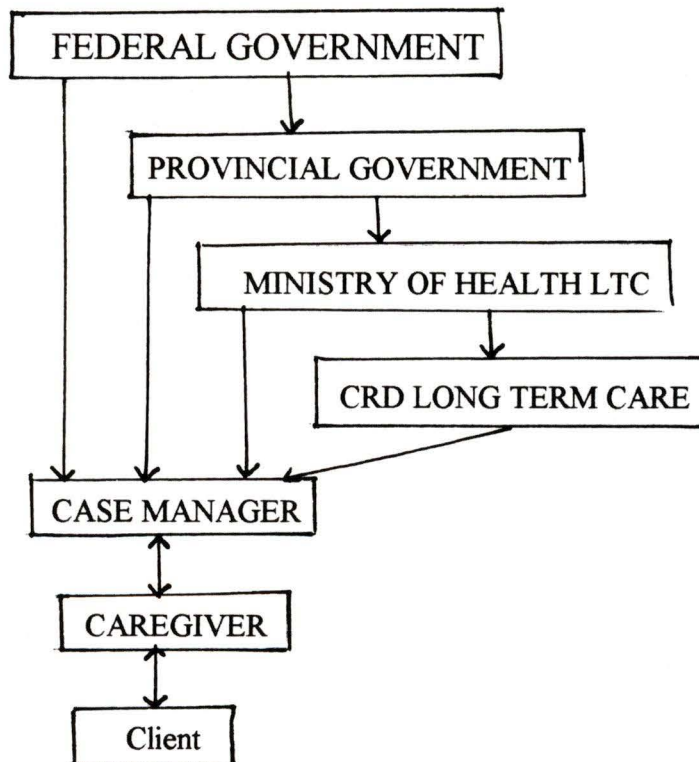 FEDERAL GOVERNMENT
PROVINCIAL GOVERNMENT
MINISTRY OF HEALTH LTC
CRD LONG TERM CARE
CASE MANAGER
CAREGIVER
Client